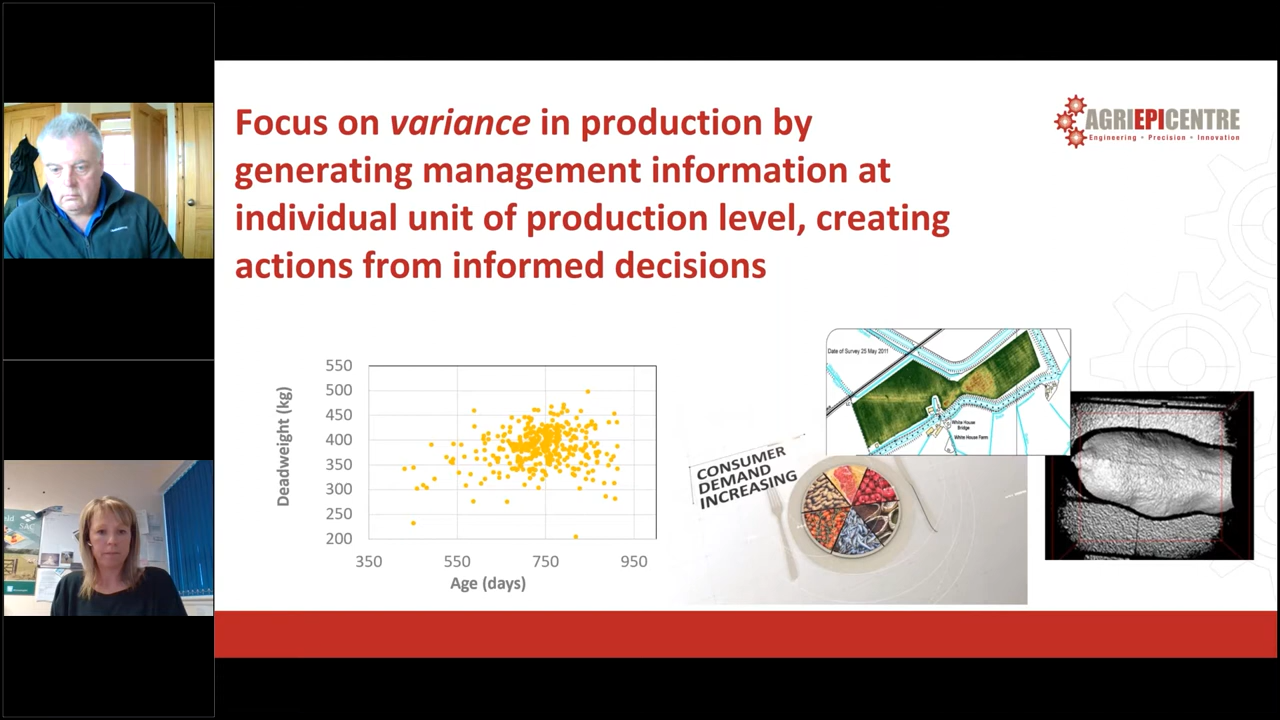 Focus on variance in production by
generating management information at
individual unit of production level, creating
actions from informed decisions
AGRIEPICENTRE
Engineering • Precision • Innovation
550
500
450
400
350
300
250
200
Deadweight (kg)
350 550 750 950
Age (days)
Date of Survey 25 May 2011
White House
Bridge
White House Farm
CONSUMER
DEMAND
INCREASING
SAC